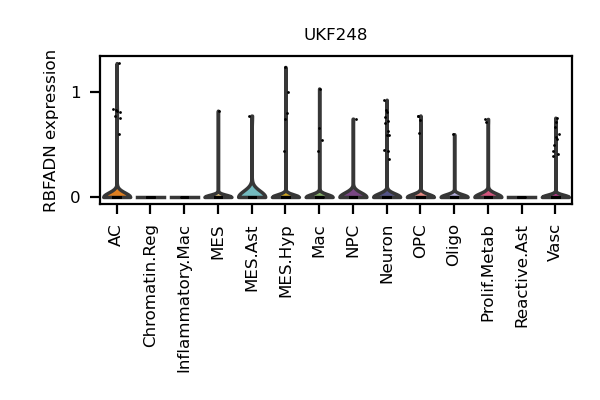 UKF248
RBFADN expression
1
0
AC
Chromatin.Reg
Inflammatory.Mac
MES
MES.Ast
MES.Hyp
Mac
NPC
Neuron
OPC
Oligo
Prolif.Metab
Reactive.Ast
Vasc